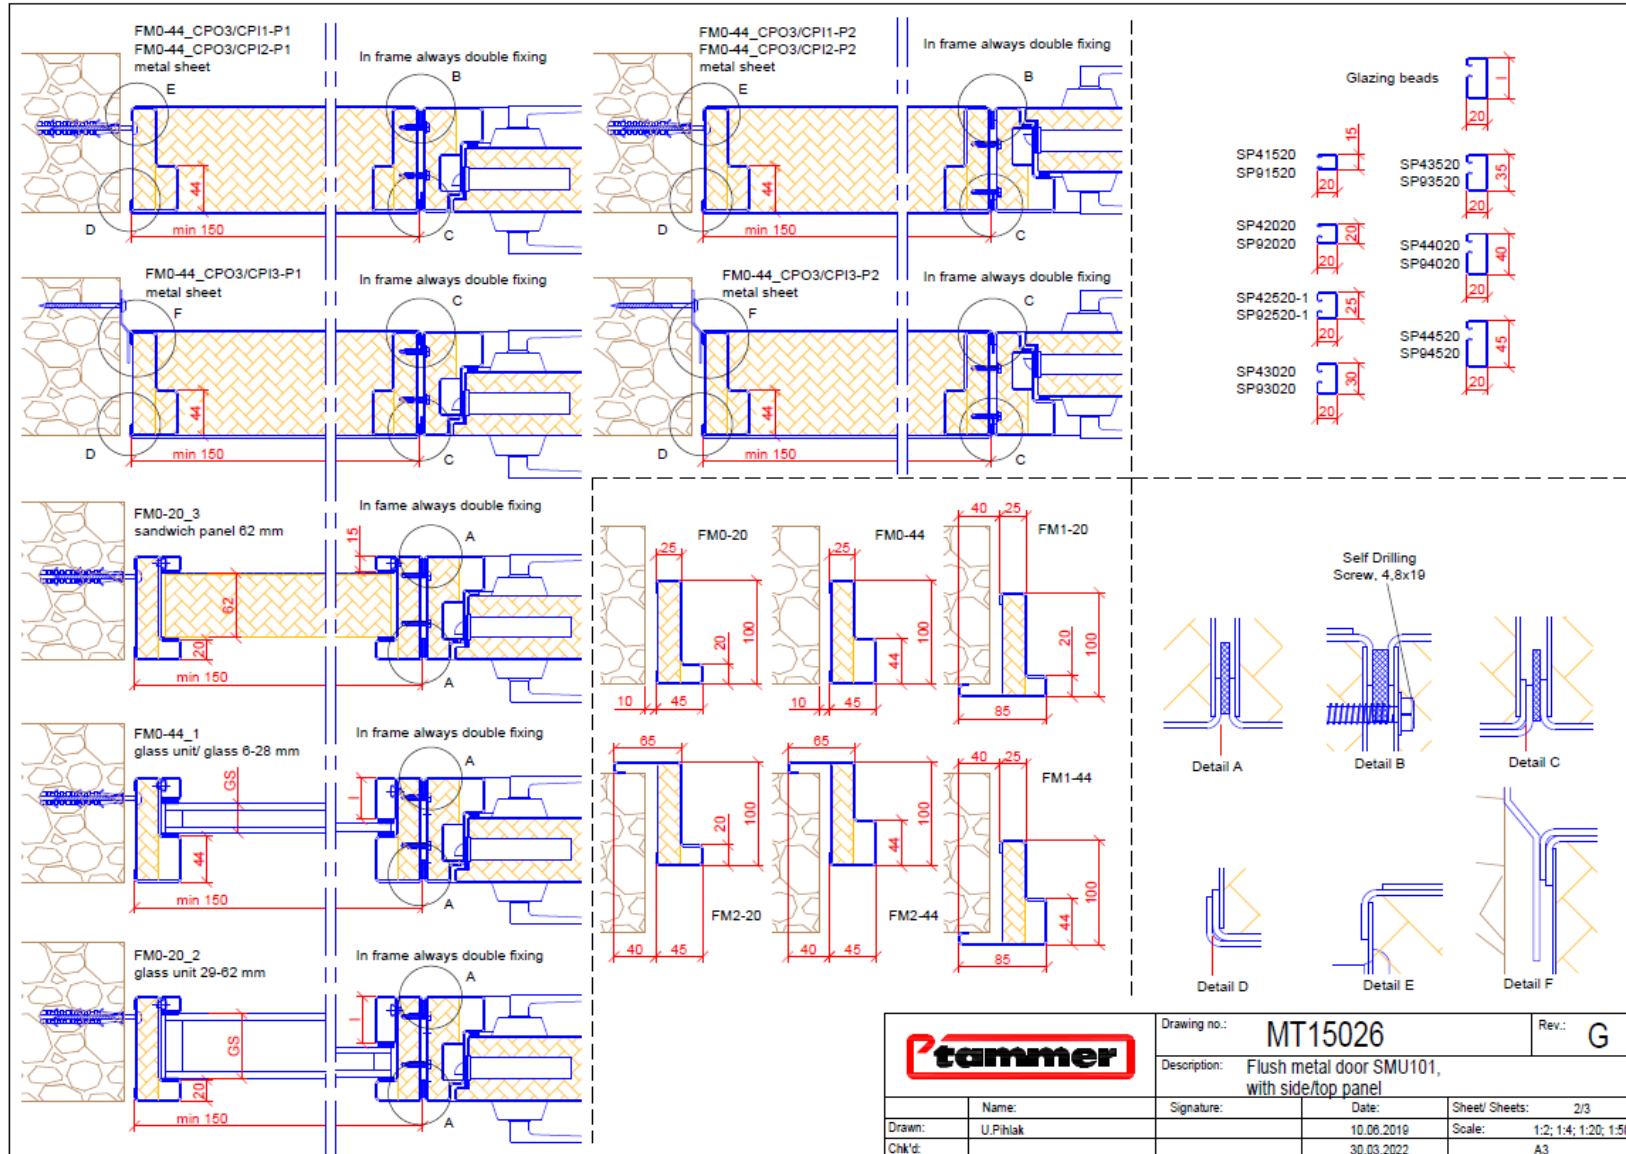 FM0-44_CPO3/CPI1-P1
FM0-44_CPO3/CPI2-P1
metal sheet
In frame always double fixing
E
B
44
D
C
min 150
FM0-44_CPO3/CPI1-P2
FM0-44_CPO3/CPI2-P2
metal sheet
In frame always double fixing
E
B
44
D
C
min 150
Glazing beads
I
20
SP41520
SP91520
15
20
SP43520
SP93520
35
20
SP42020
SP92020
20
20
SP44020
SP94020
40
20
SP42520-1
SP92520-1
25
20
SP44520
SP94520
45
20
SP43020
SP93020
30
20
FM0-44_CPO3/CPI3-P1
metal sheet
In frame always double fixing
C
F
44
D
C
min 150
FM0-44_CPO3/CPI3-P2
metal sheet
In frame always double fixing
C
F
44
D
C
min 150
FM0-20_3
sandwich panel 62 mm
In fame always double fixing
15
A
62
20
min 150
A
FM0-44_1
glass unit/ glass 6-28 mm
In frame always double fixing
GS
I
A
44
min 150
A
FM0-20_2
glass unit 29-62 mm
In frame always double fixing
A
I
GS
20
min 150
A
FM0-20
25
20
100
10
45
FM0-44
25
44
100
10
45
40
25
FM1-20
20
100
85
65
20
100
FM2-20
40
45
65
44
100
FM2-44
40
45
40
25
FM1-44
44
100
85
Self Drilling
Screw, 4,8x19
Detail A
Detail B
Detail C
Detail D
Detail E
Detail F
tammer
Drawing no.:
MT15026
Rev.:
G
Description:
Flush metal door SMU101,
with side/top panel
Name:
Signature:
Date:
Sheet/ Sheets:
2/3
Drawn:
U.Pihlak
10.06.2019
Scale:
1:2; 1:4; 1:20; 1:50
Chk'd:
30.03.2022
A3